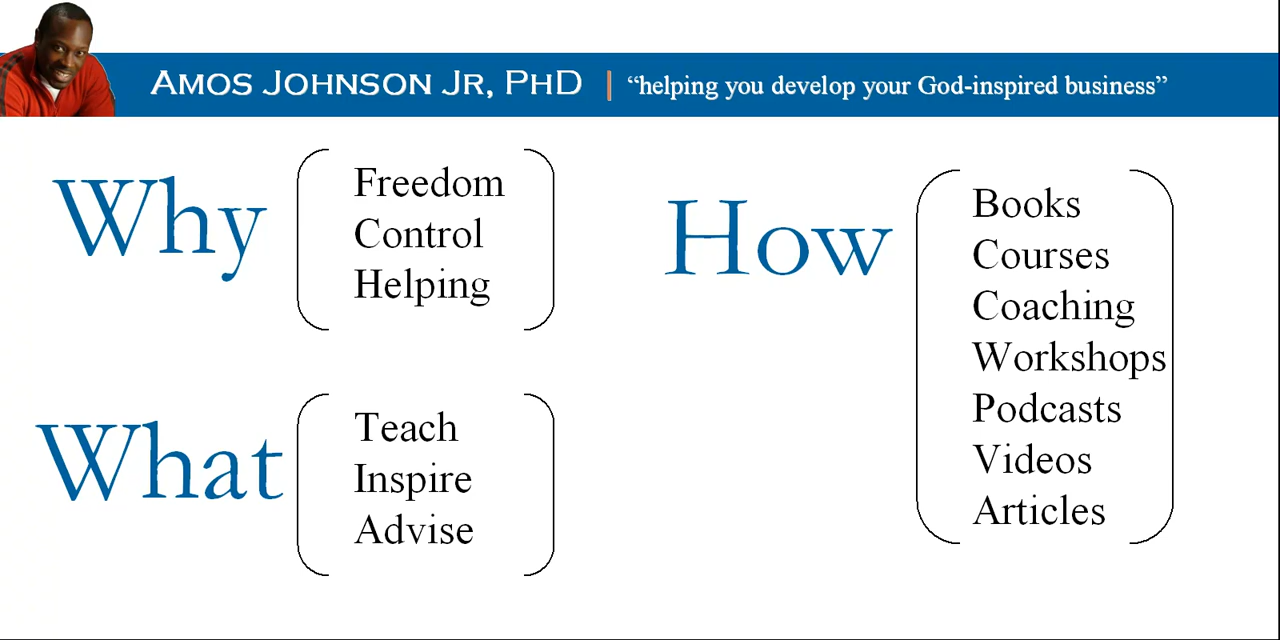 AMOS JOHNSON JR, PHD | “helping you develop your God-inspired business”
Why
Freedom
Control
Helping
What
Teach
Inspire
Advise
How
Books
Courses
Coaching
Workshops
Podcasts
Videos
Articles